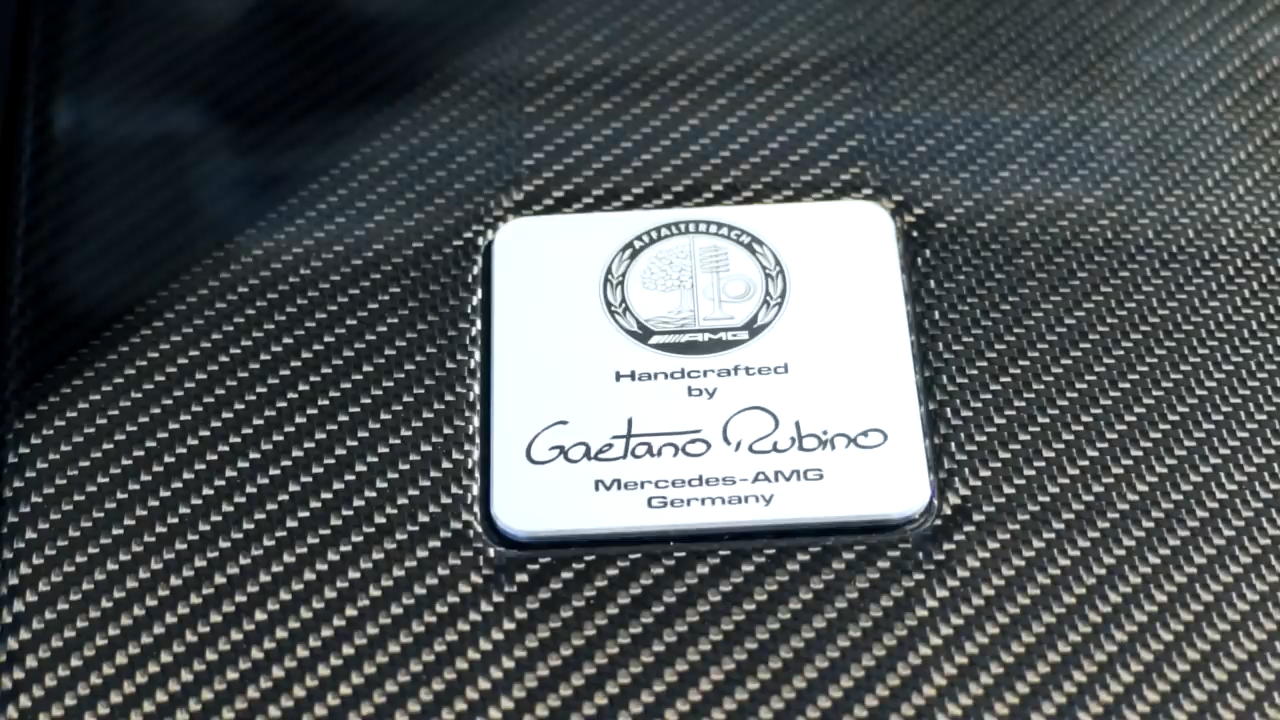 AFFALTERBACH
AMG
Handcrafted
by
Gaetano Rubino
Mercedes-AMG
Germany